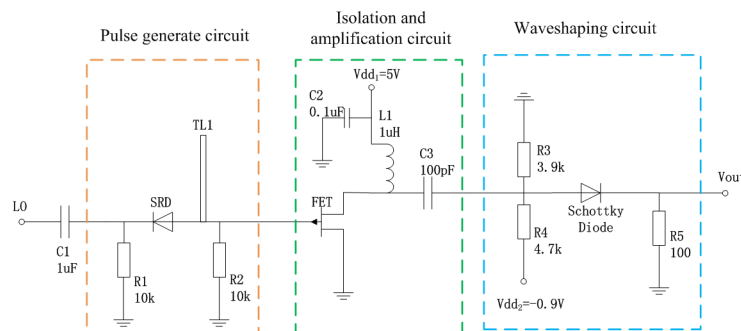 Pulse generate circuit
Isolation and
amplification circuit
Waveshaping circuit
Vdd₁=5V
C2
0.1uF
L1
1uH
TL1
C3
100pF
R3
3.9k
LO
SRD
FET
Vou
Schottky
Diode
C1
1uF
R1
10k
R2
10k
R4
4.7k
R5
100
Vdd₂=-0.9V